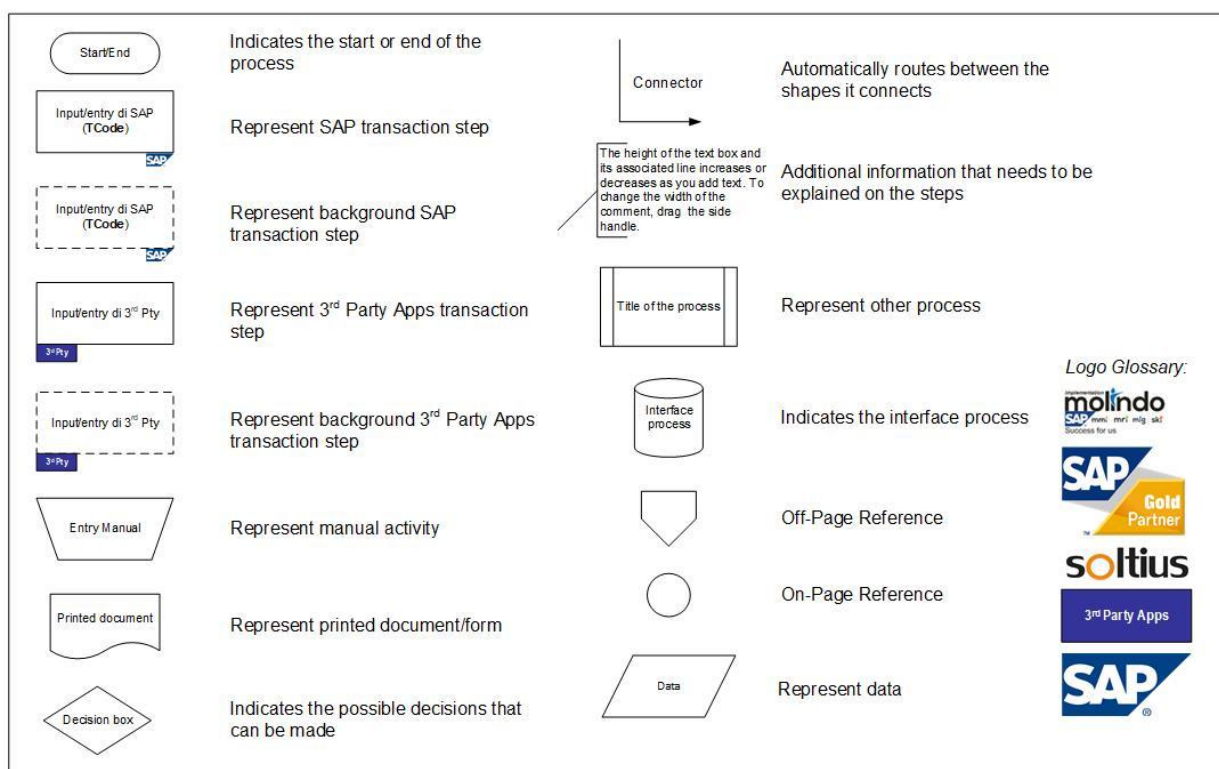 Start/End
Indicates the start or end of the
process
Input/entry di SAP
(TCode)
SAP
Represent SAP transaction step
Input/entry di SAP
(TCode)
SAP
Represent background SAP
transaction step
Input/entry di 3rd Pty
3rd Pty
Represent 3rd Party Apps transaction
step
Input/entry di 3rd Pty
3rd Pty
Represent background 3rd Party Apps
transaction step
Entry Manual
Represent manual activity
Printed document
Represent printed document/form
Decision box
Indicates the possible decisions that
can be made
Connector
Automatically routes between the
shapes it connects
The height of the text box and
its associated line increases or
decreases as you add text. To
change the width of the
comment, drag the side
handle.
Additional information that needs to be
explained on the steps
Title of the process
Represent other process
Interface
process
Indicates the interface process
Off-Page Reference
On-Page Reference
Data
Represent data
Logo Glossary:
implementation
molindo
SAP mmi mri mlg skf
Success for us
SAP
Gold
Partner
™
soltius
3rd Party Apps
SAP
®